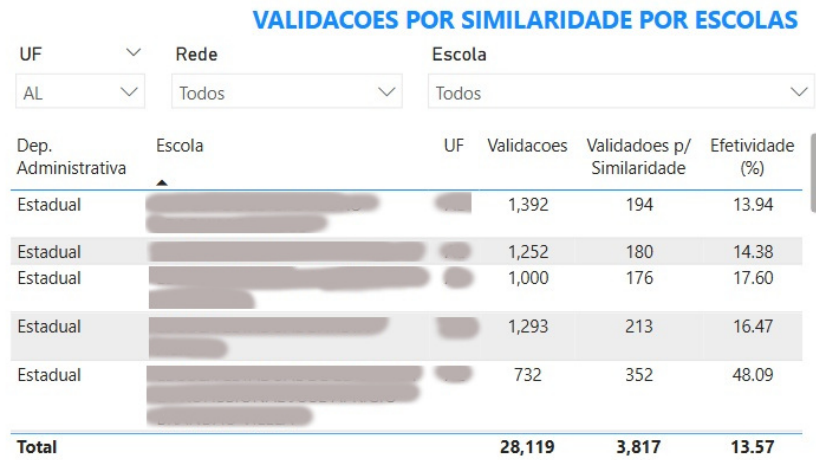 VALIDACOES POR SIMILARIDADE POR ESCOLAS
UF Rede Escola
AL Todos Todos
Dep. Administrativa Escola UF Validacoes Validadoes p/ Similaridade Efetividade (%)
Estadual 1,392 194 13.94
Estadual 1,252 180 14.38
Estadual 1,000 176 17.60
Estadual 1,293 213 16.47
Estadual 732 352 48.09
Total 28,119 3,817 13.57